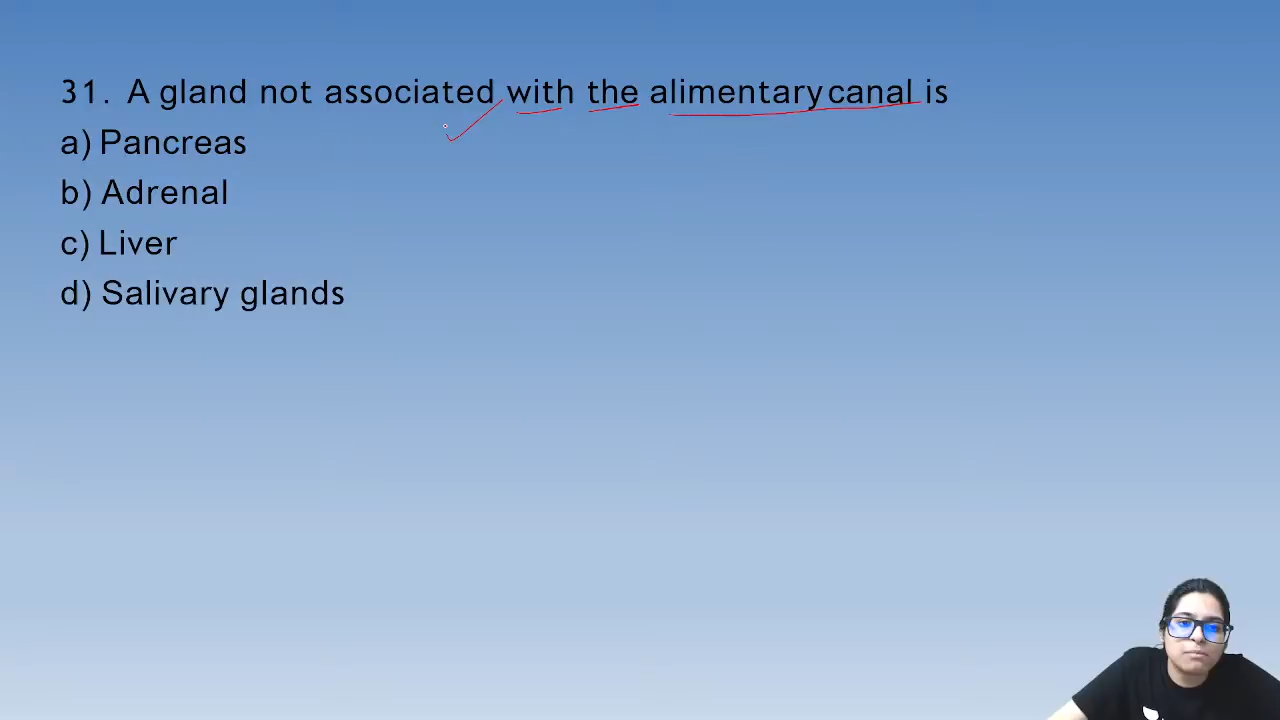 31. A gland not associated with the alimentary canal is
a) Pancreas
b) Adrenal
c) Liver
d) Salivary glands